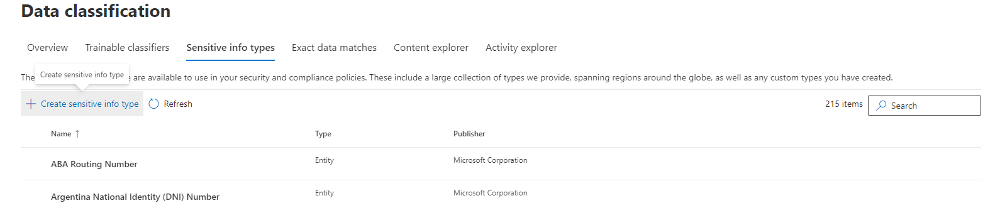 Data classification
Overview Trainable classifiers Sensitive info types Exact data matches Content explorer Activity explorer
Create sensitive info type
The e are available to use in your security and compliance policies. These include a large collection of types we provide, spanning regions around the globe, as well as any custom types you have created.
Create sensitive info type Refresh 215 items Search
Name ↑ Type Publisher
ABA Routing Number Entity Microsoft Corporation
Argentina National Identity (DNI) Number Entity Microsoft Corporation